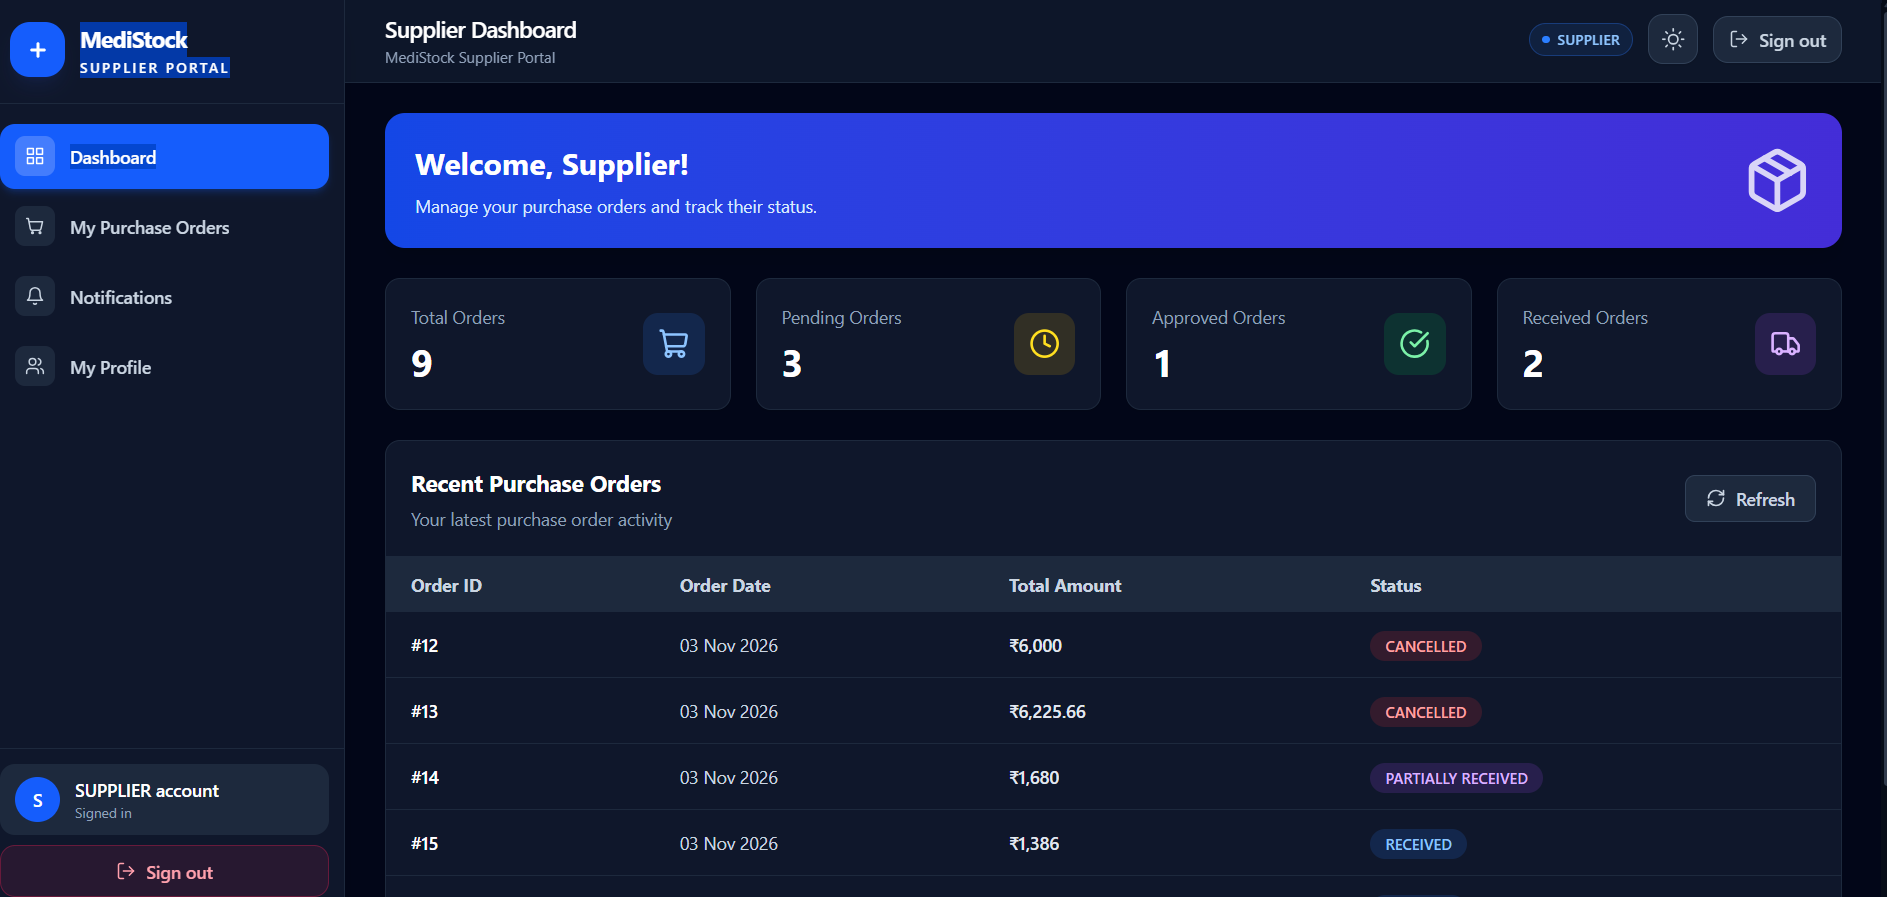 MediStock
SUPPLIER PORTAL
Dashboard
My Purchase Orders
Notifications
My Profile
S
SUPPLIER account
Signed in
Sign out
Supplier Dashboard
MediStock Supplier Portal
SUPPLIER
Sign out
Welcome, Supplier!
Manage your purchase orders and track their status.
Total Orders
9
Pending Orders
3
Approved Orders
1
Received Orders
2
Recent Purchase Orders
Your latest purchase order activity
Refresh
Order ID Order Date Total Amount Status
#12 03 Nov 2026 ₹6,000 CANCELLED
#13 03 Nov 2026 ₹6,225.66 CANCELLED
#14 03 Nov 2026 ₹1,680 PARTIALLY RECEIVED
#15 03 Nov 2026 ₹1,386 RECEIVED